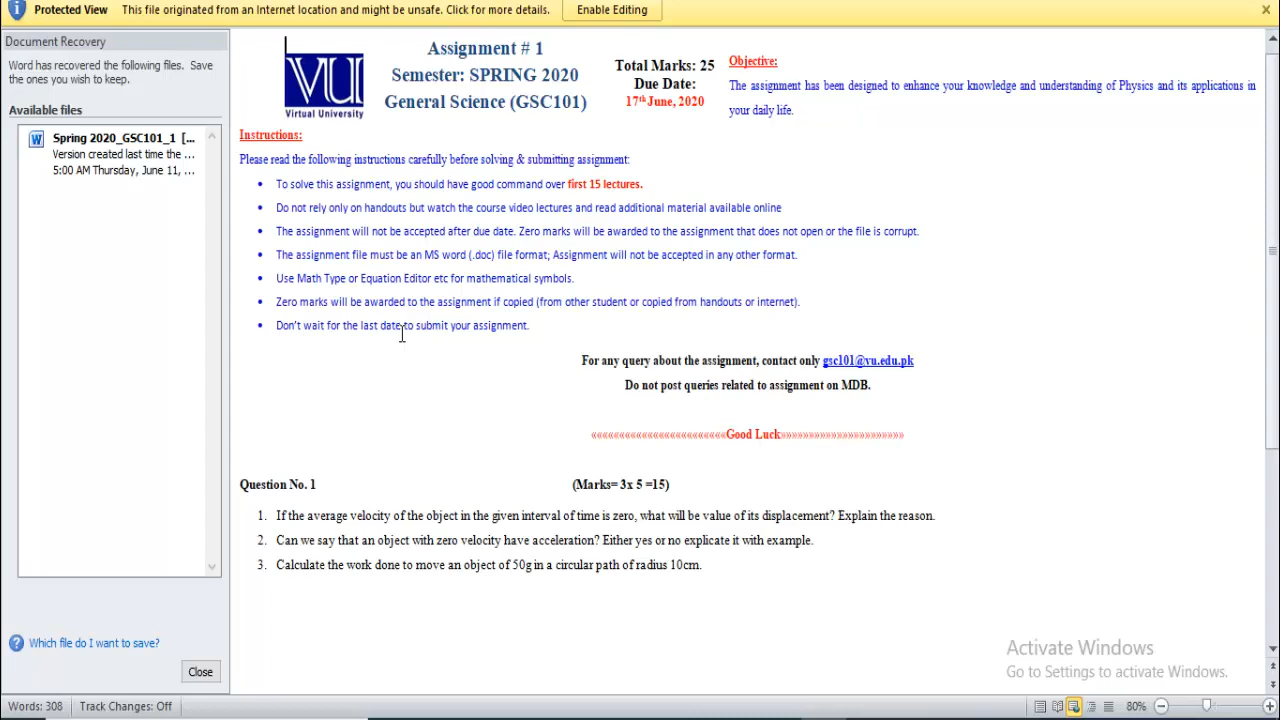 Protected View This file originated from an Internet location and might be unsafe. Click for more details. Enable Editing
Document Recovery
Word has recovered the following files. Save
the ones you wish to keep.
Available files
Spring 2020_GSC101_1 [...
Version created last time the ...
5:00 AM Thursday, June 11, ...
Which file do I want to save?
Close
VU
Virtual University
Assignment # 1
Semester: SPRING 2020
General Science (GSC101)
Total Marks: 25
Due Date:
17th June, 2020
Objective:
The assignment has been designed to enhance your knowledge and understanding of Physics and its applications in
your daily life.
Instructions:
Please read the following instructions carefully before solving & submitting assignment:
• To solve this assignment, you should have good command over first 15 lectures.
• Do not rely only on handouts but watch the course video lectures and read additional material available online
• The assignment will not be accepted after due date. Zero marks will be awarded to the assignment that does not open or the file is corrupt.
• The assignment file must be an MS word (.doc) file format; Assignment will not be accepted in any other format.
• Use Math Type or Equation Editor etc for mathematical symbols.
• Zero marks will be awarded to the assignment if copied (from other student or copied from handouts or internet).
• Don't wait for the last date to submit your assignment.
For any query about the assignment, contact only gsc101@vu.edu.pk
Do not post queries related to assignment on MDB.
«««««««««««««««««««««««««Good Luck»»»»»»»»»»»»»»»»»»»»»»»
Question No. 1 (Marks= 3x 5 =15)
1. If the average velocity of the object in the given interval of time is zero, what will be value of its displacement? Explain the reason.
2. Can we say that an object with zero velocity have acceleration? Either yes or no explicate it with example.
3. Calculate the work done to move an object of 50g in a circular path of radius 10cm.
Activate Windows
Go to Settings to activate Windows.
Words: 308 Track Changes: Off 80%